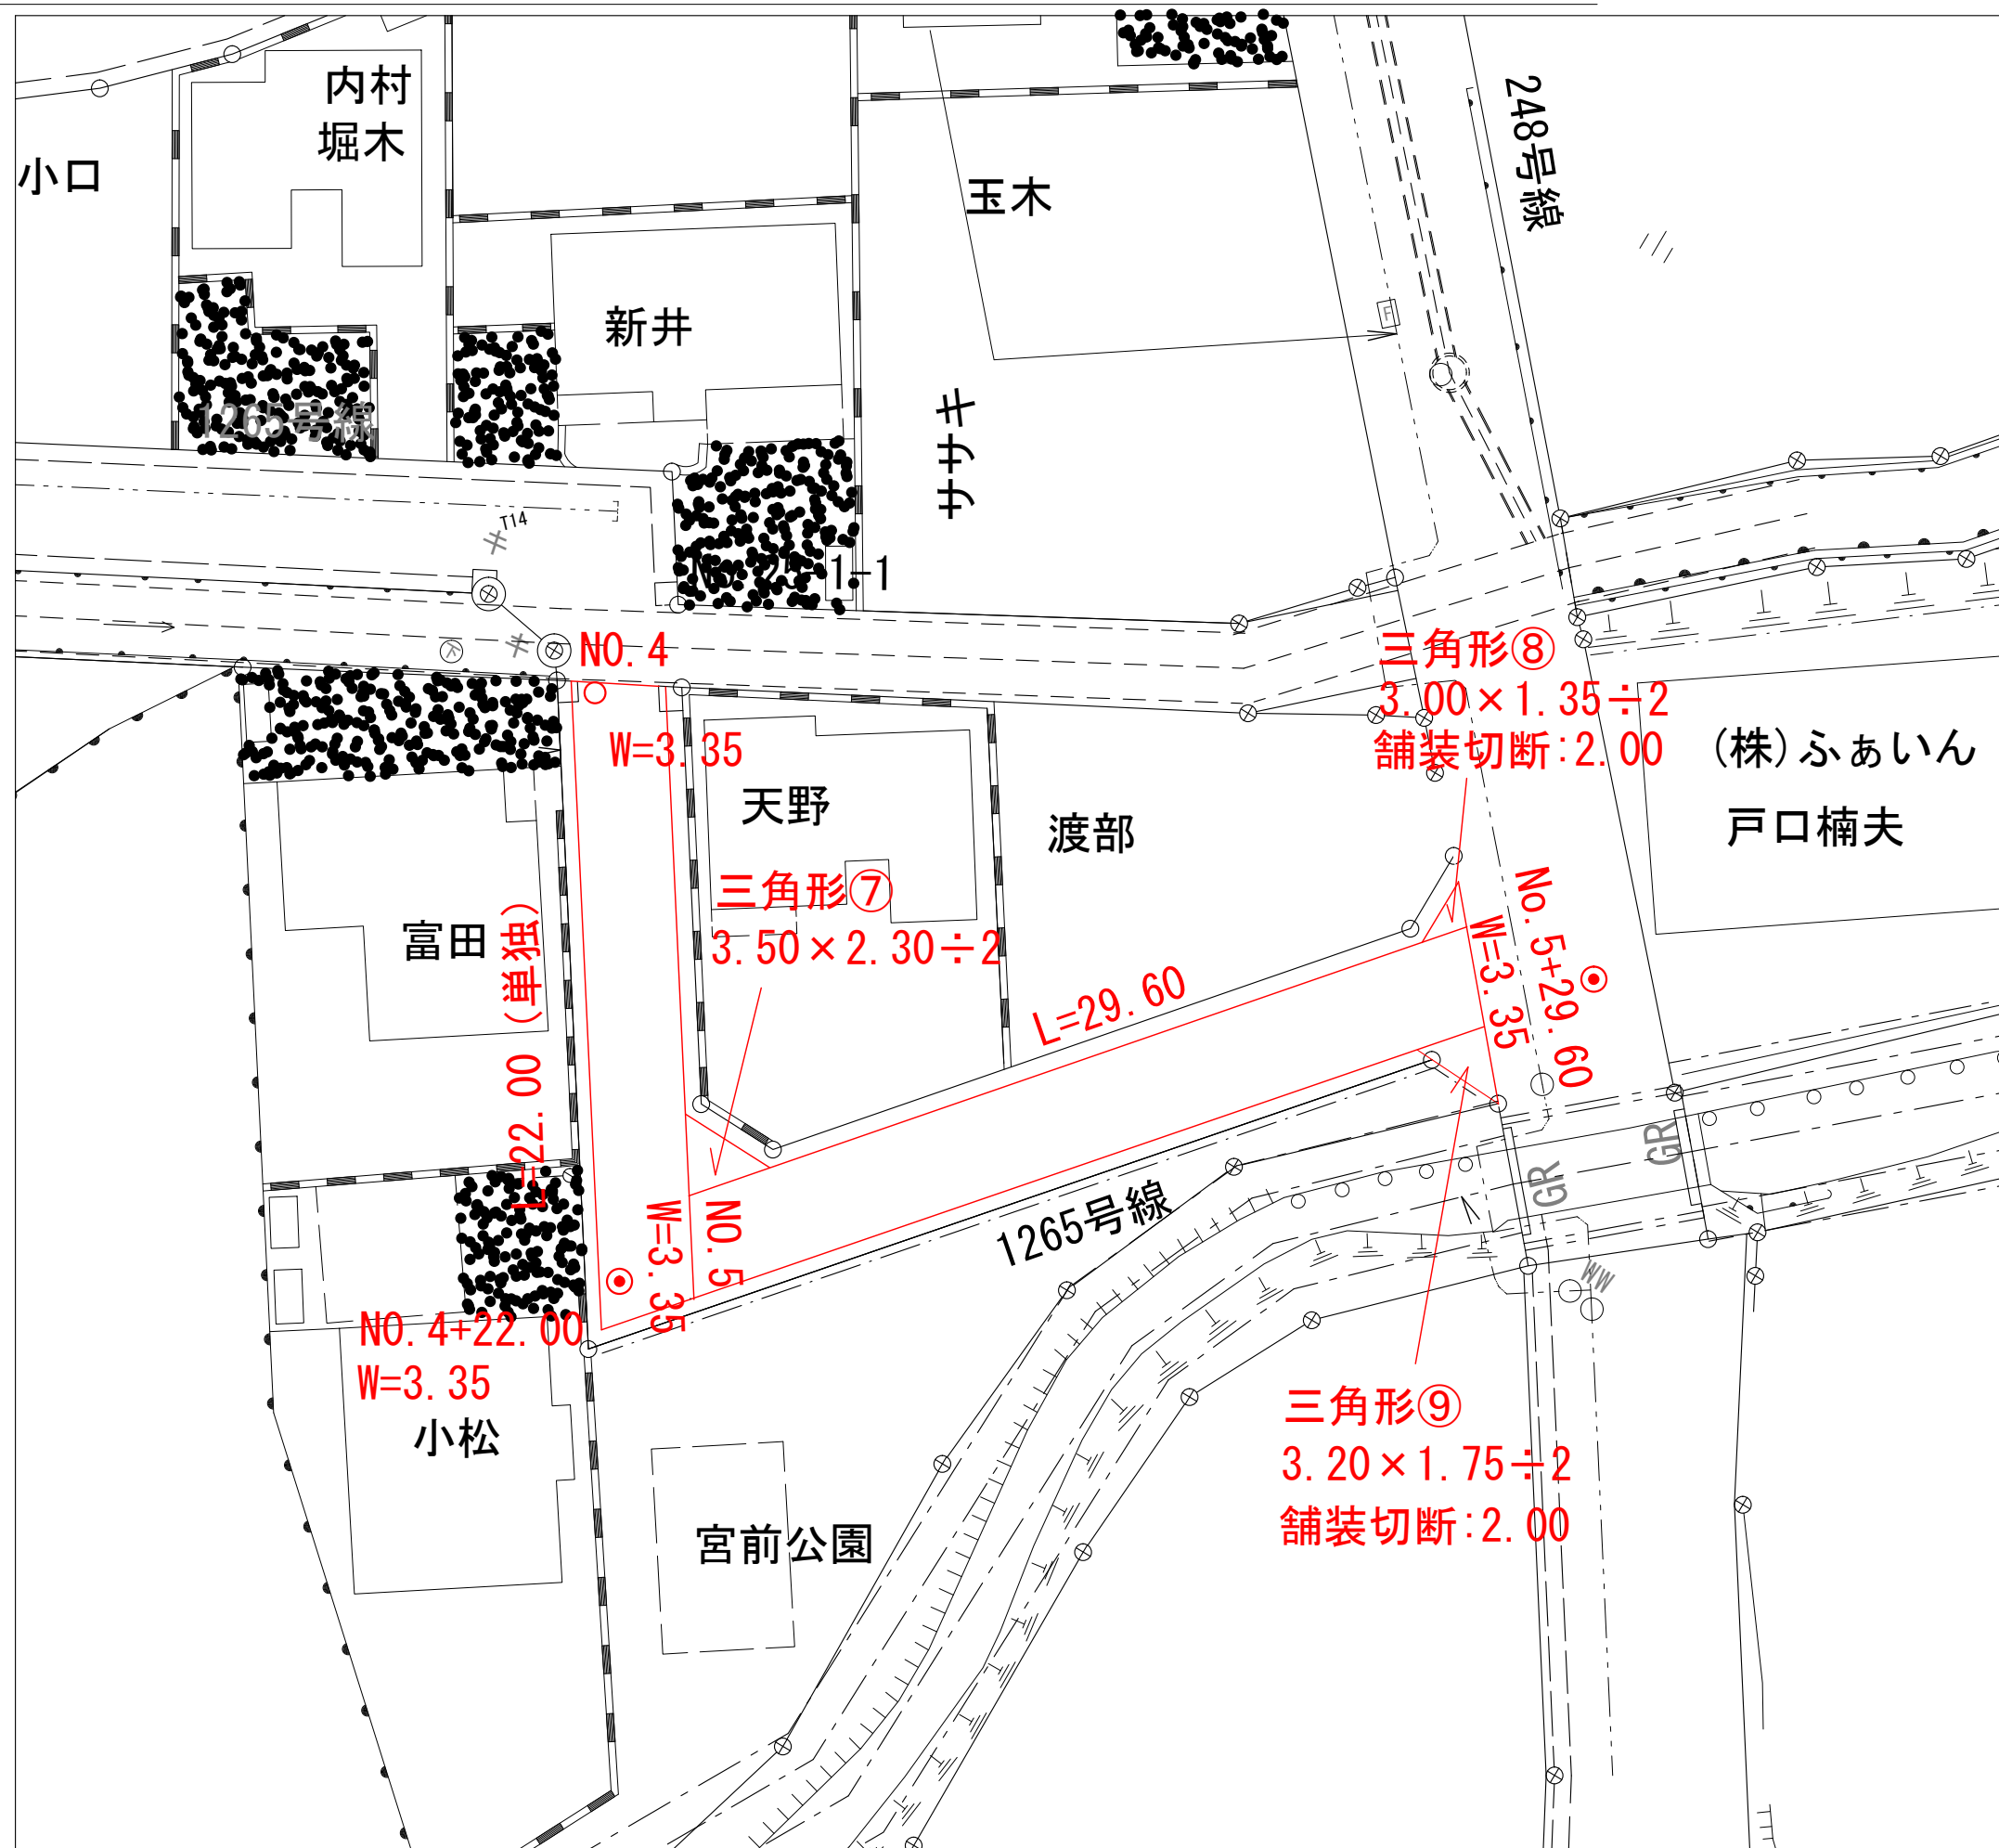 内村
堀木
小口
玉木
248号線
新井
1265号線
ササキ
T14
NO.4
W=3.35
三角形⑧
3.00×1.35÷2
舗装切断:2.00
(株)ふぁいん
戸口楠夫
天野
渡部
三角形⑦
3.50×2.30÷2
富田
L=22.00(単独)
L=29.60
No.5+29.60
W=3.35
GR
GR
1265号線
NO.5
W=3.35
NO.4+22.00
W=3.35
小松
WW
三角形⑨
3.20×1.75÷2
舗装切断:2.00
宮前公園